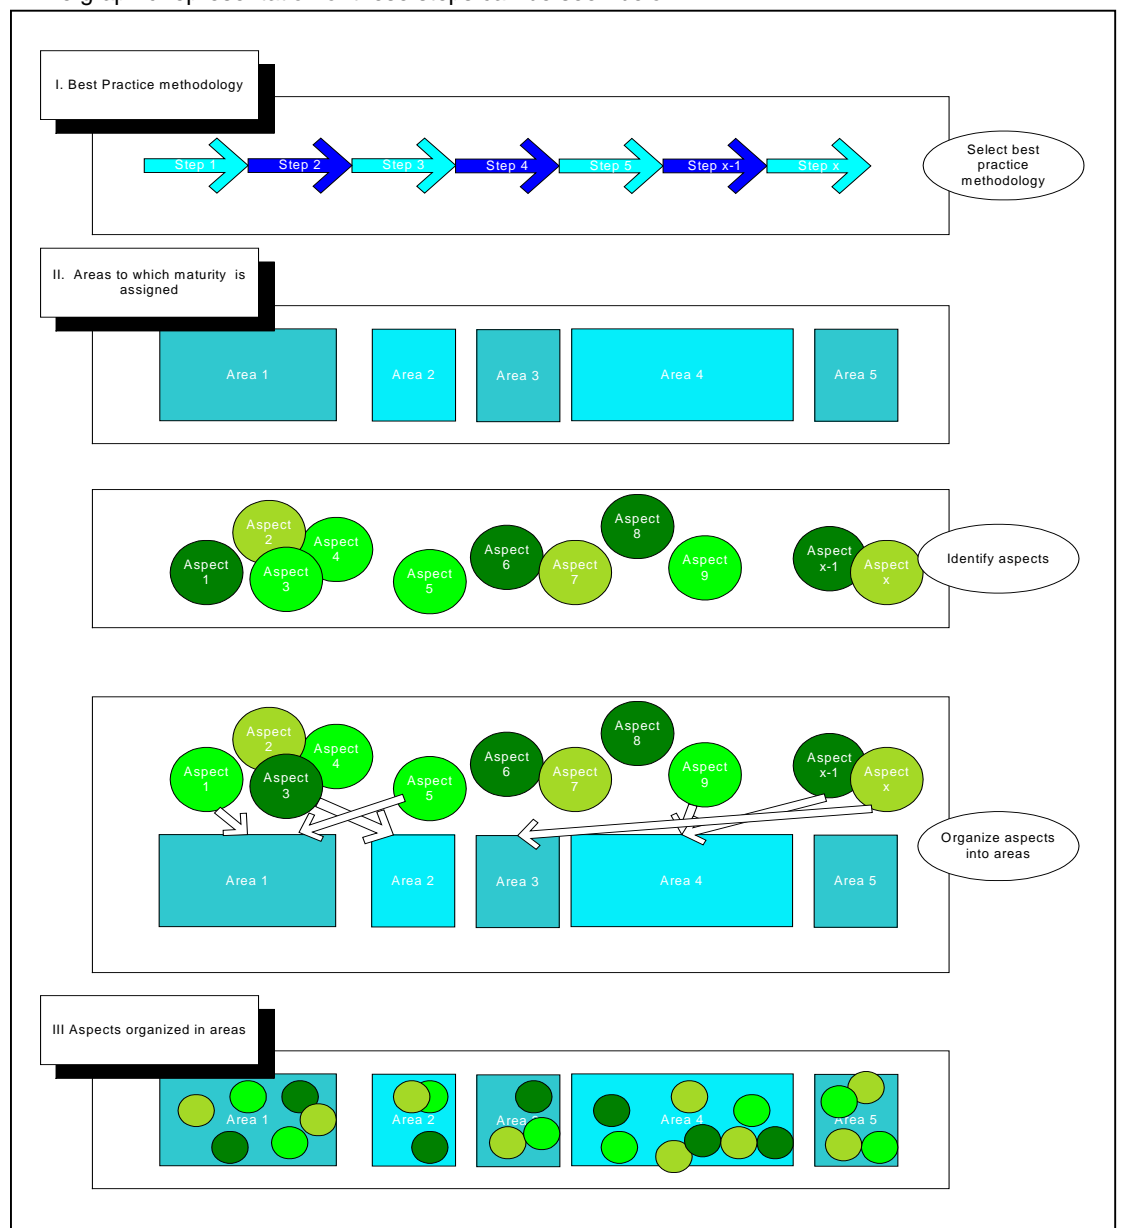 I. Best Practice methodology
Step 1
Step 2
Step 3
Step 4
Step 5
Step x-1
Step x
Select best
practice
methodology
II. Areas to which maturity is
assigned
Area 1
Area 2
Area 3
Area 4
Area 5
Aspect
1
Aspect
2
Aspect
3
Aspect
4
Aspect
5
Aspect
6
Aspect
7
Aspect
8
Aspect
9
Aspect
x-1
Aspect
x
Identify aspects
Aspect
1
Aspect
2
Aspect
3
Aspect
4
Aspect
5
Aspect
6
Aspect
7
Aspect
8
Aspect
9
Aspect
x-1
Aspect
x
Area 1
Area 2
Area 3
Area 4
Area 5
Organize aspects
into areas
III Aspects organized in areas
Area 1
Area 2
Area
Area 4
Area 5